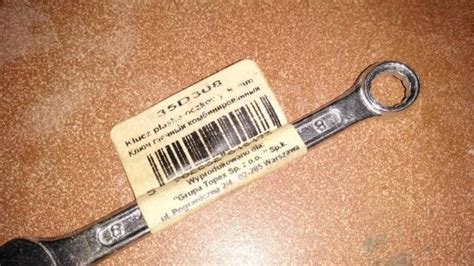 35D308
Klucz płasko oczkowy, mm
Ключ гаечный комбинированный
Wyprodukowano dla:
"Grupa Topex Sp. z o.o." Sp.k.
ul. Pograniczna 2/4 02-285 Warszawa
8
8